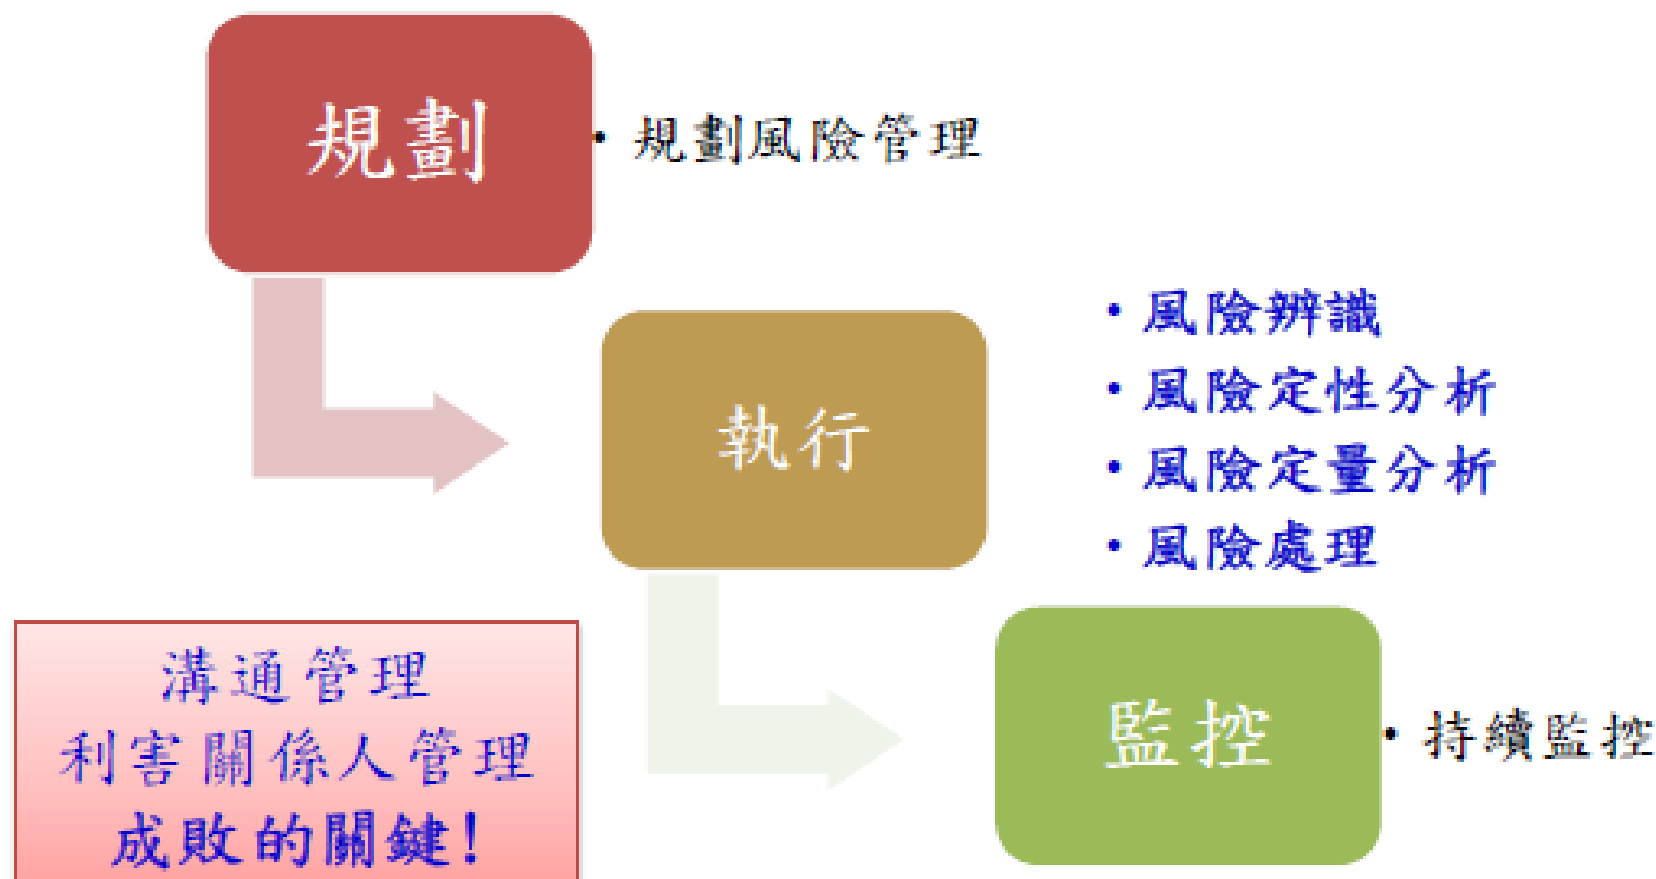 規劃
• 規劃風險管理
執行
• 風險辨識
• 風險定性分析
• 風險定量分析
• 風險處理
監控
• 持續監控
溝通管理
利害關係人管理
成敗的關鍵!